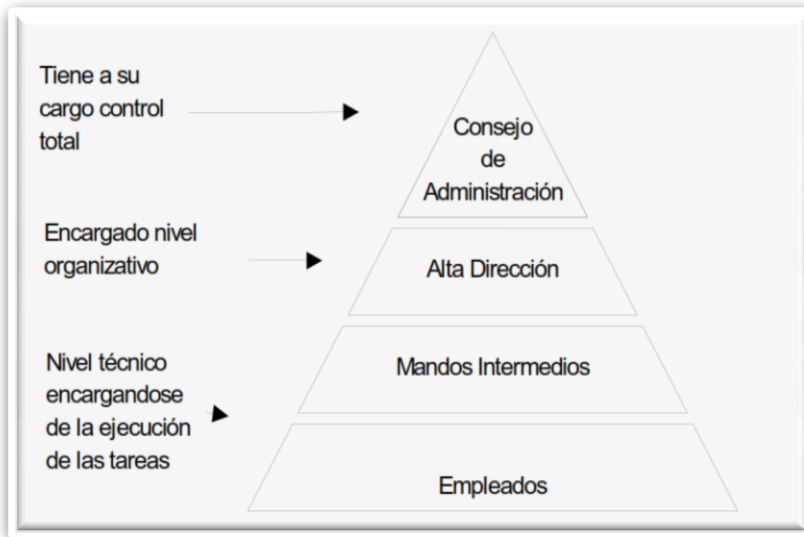 Tiene a su
cargo control
total
Consejo
de
Administración
Encargado nivel
organizativo
Alta Dirección
Nivel técnico
encargandose
de la ejecución
de las tareas
Mandos Intermedios
Empleados